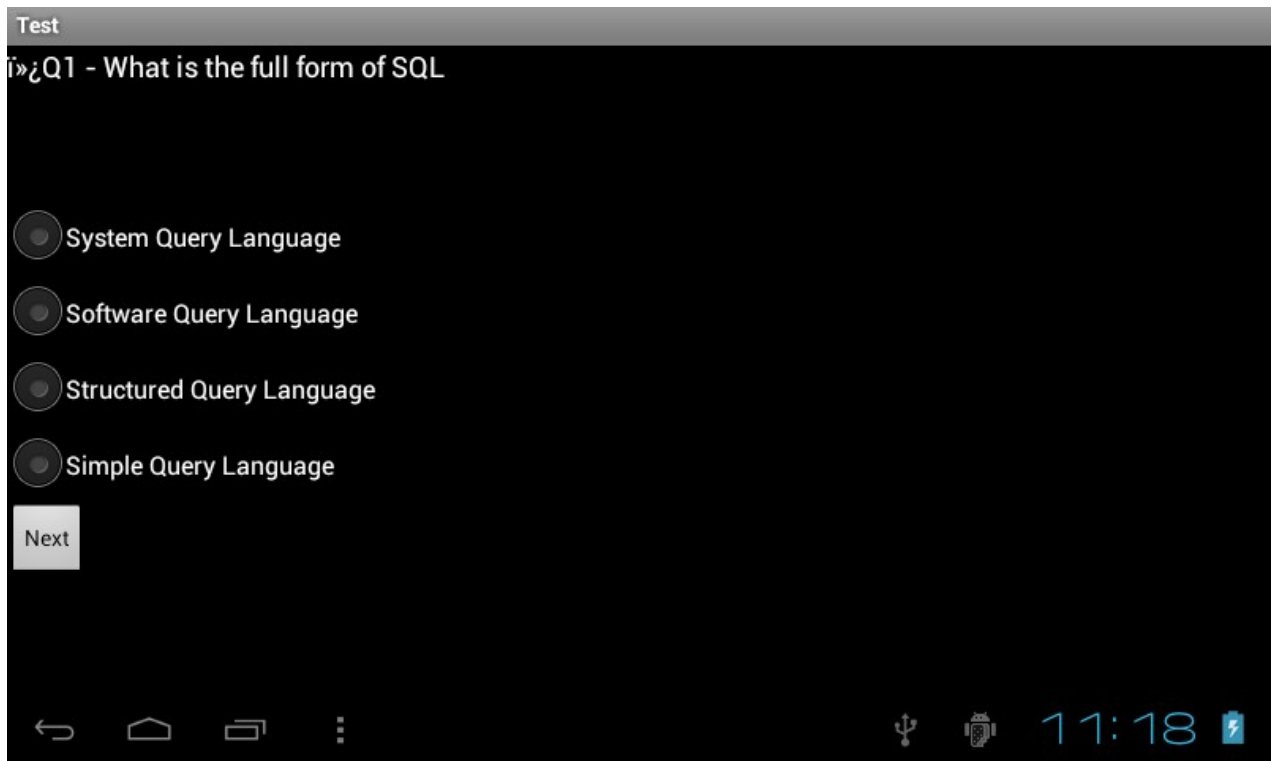 Test
ï»¿Q1 - What is the full form of SQL
System Query Language
Software Query Language
Structured Query Language
Simple Query Language
Next
11:18